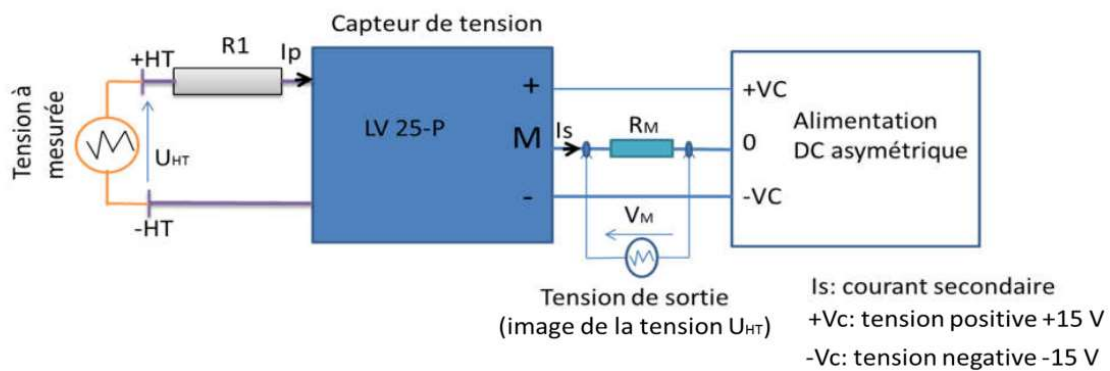 Capteur de tension
R1
Ip
+HT
Tension à
mesurée
UHT
-HT
LV 25-P
+
M
-
Is
RM
VM
+VC
0
-VC
Alimentation
DC asymétrique
Tension de sortie
(image de la tension UHT)
Is: courant secondaire
+Vc: tension positive +15 V
-Vc: tension negative -15 V